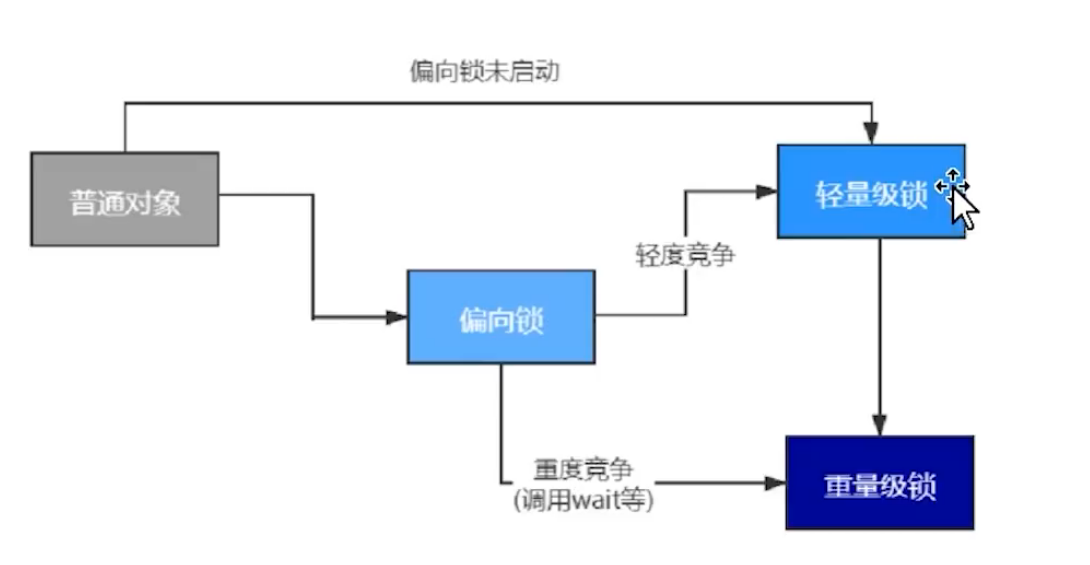 偏向锁未启动
普通对象
轻量级锁
轻度竞争
偏向锁
重度竞争
(调用wait等)
重量级锁